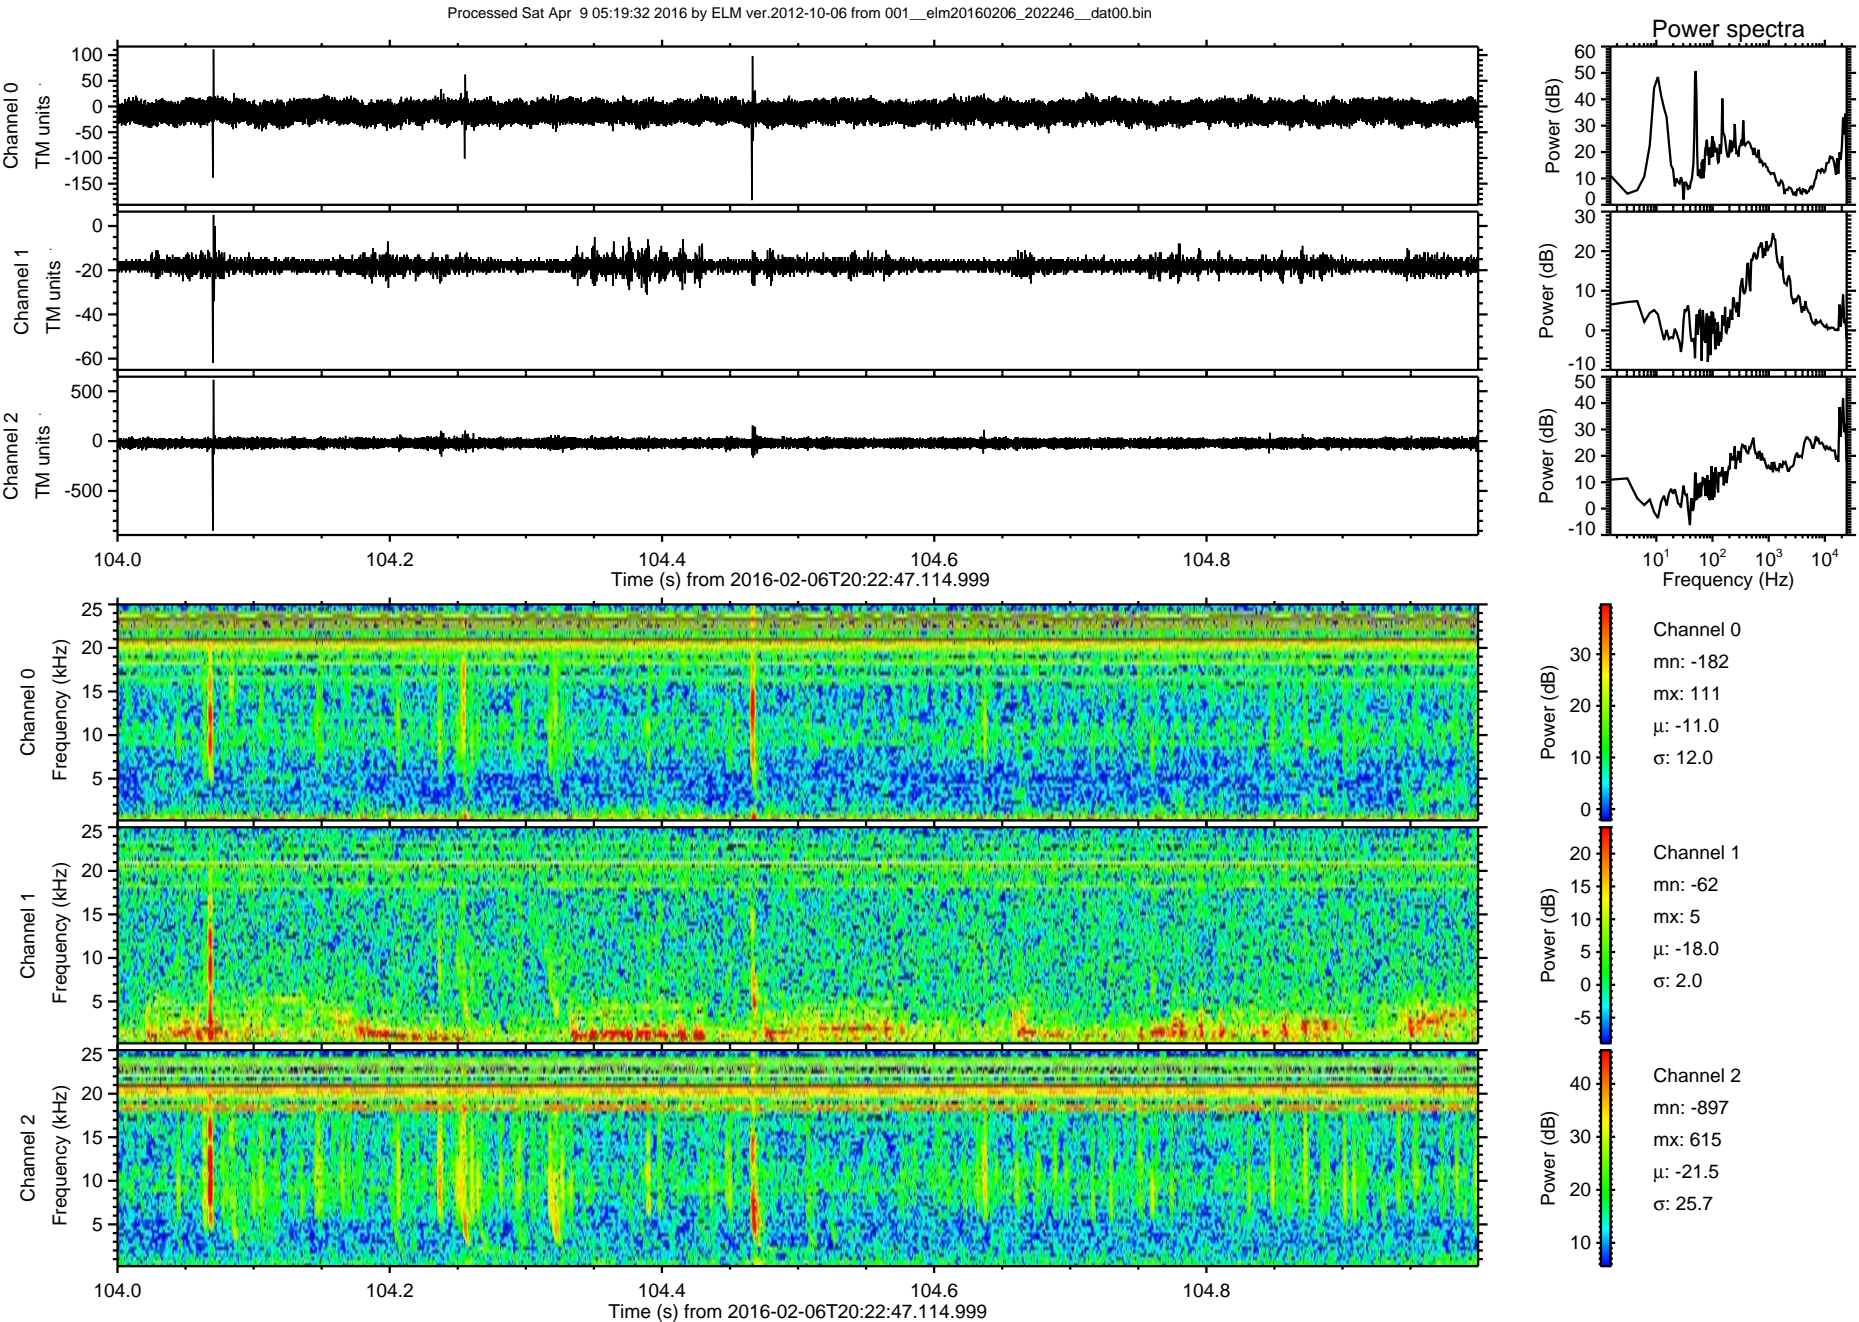 Processed Sat Apr  9 05:19:32 2016 by ELM ver.2012-10-06 from 001__elm20160206_202246__dat00.bin
Power spectra
Channel 0
TM units
100
50
0
-50
-100
-150
Power (dB)
60
50
40
30
20
10
0
Channel 1
TM units
0
-20
-40
-60
Power (dB)
30
20
10
0
-10
Channel 2
TM units
500
0
-500
Power (dB)
50
40
30
20
10
0
-10
104.0 104.2 104.4 104.6 104.8
Time (s) from 2016-02-06T20:22:47.114.999
10¹ 10² 10³ 10⁴
Frequency (Hz)
Channel 0
Frequency (kHz)
25
20
15
10
5
Power (dB)
30
20
10
0
Channel 0
mn: -182
mx: 111
μ: -11.0
σ: 12.0
Channel 1
Frequency (kHz)
25
20
15
10
5
Power (dB)
20
15
10
5
0
-5
Channel 1
mn: -62
mx: 5
μ: -18.0
σ: 2.0
Channel 2
Frequency (kHz)
25
20
15
10
5
Power (dB)
40
30
20
10
Channel 2
mn: -897
mx: 615
μ: -21.5
σ: 25.7
104.0 104.2 104.4 104.6 104.8
Time (s) from 2016-02-06T20:22:47.114.999